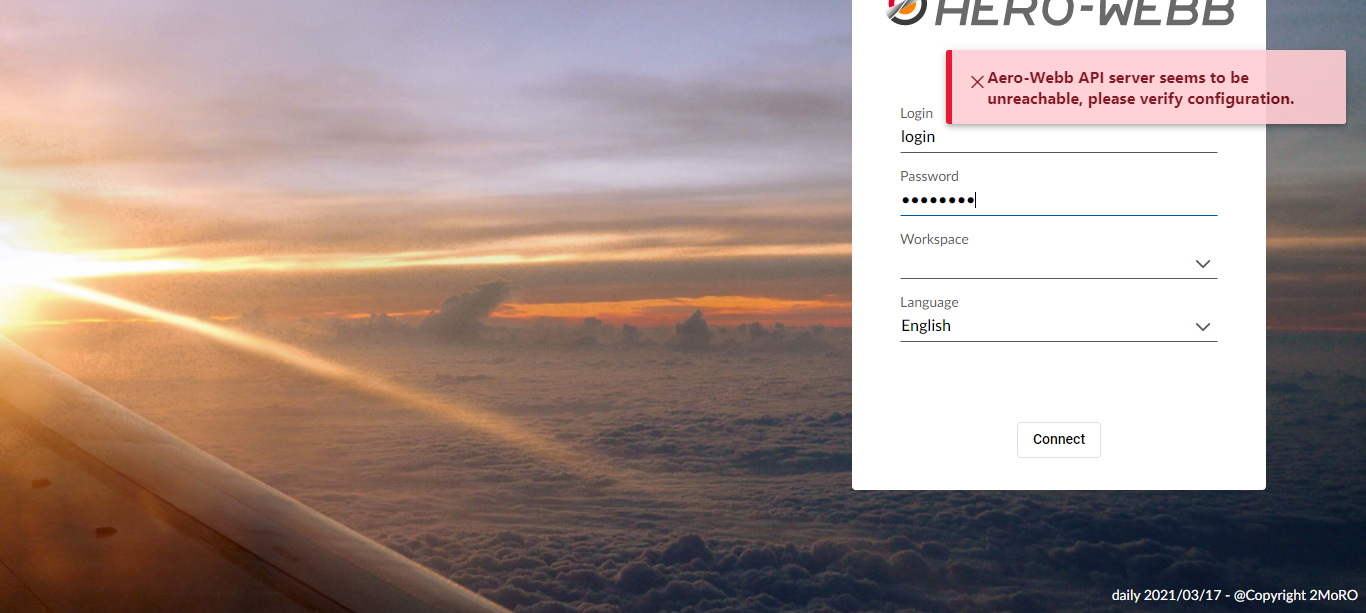 AERO-WEBB
Aero-Webb API server seems to be
unreachable, please verify configuration.
Login
login
Password
Workspace
Language
English
Connect
daily 2021/03/17 - @Copyright 2MoRO